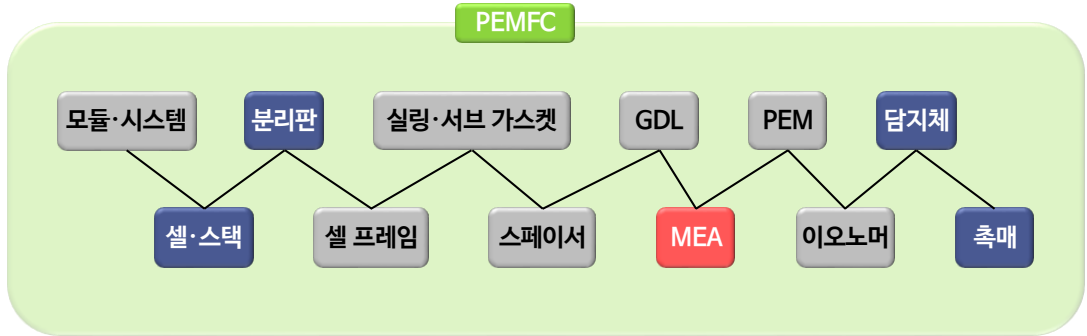 PEMFC
모듈·시스템
분리판
실링·서브 가스켓
GDL
PEM
담지체
셀·스택
셀 프레임
스페이서
MEA
이오노머
촉매